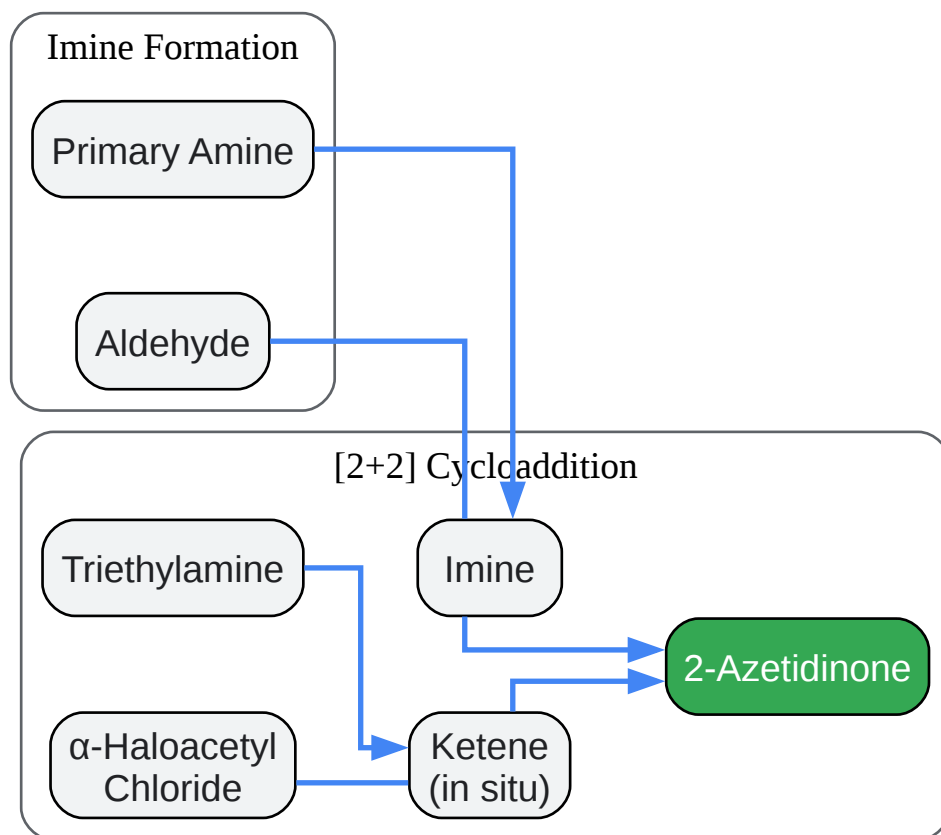 Imine Formation
Primary Amine
Aldehyde
[2+2] Cycloaddition
Triethylamine
Imine
2-Azetidinone
α-Haloacetyl
Chloride
Ketene
(in situ)